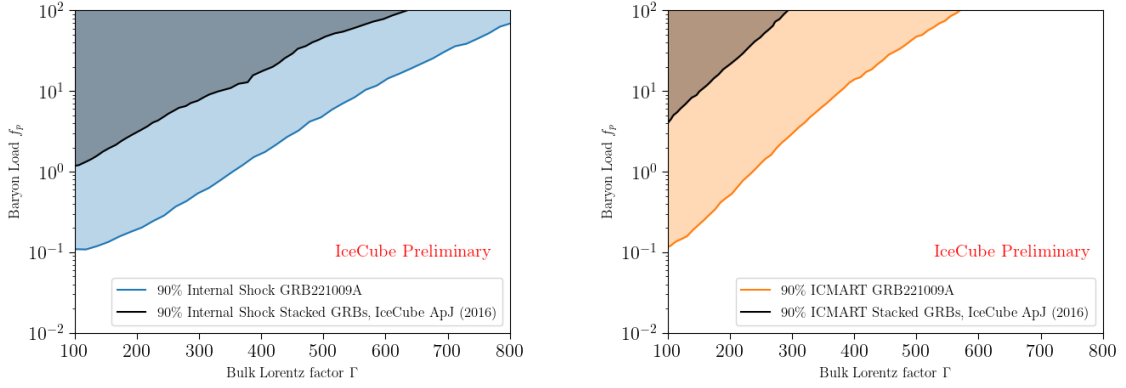 10^2
10^1
10^0
10^-1
10^-2
Baryon Load f_p
IceCube Preliminary
90% Internal Shock GRB221009A
90% Internal Shock Stacked GRBs, IceCube ApJ (2016)
100 200 300 400 500 600 700 800
Bulk Lorentz factor Γ
10^2
10^1
10^0
10^-1
10^-2
Baryon Load f_p
IceCube Preliminary
90% ICMART GRB221009A
90% ICMART Stacked GRBs, IceCube ApJ (2016)
100 200 300 400 500 600 700 800
Bulk Lorentz factor Γ